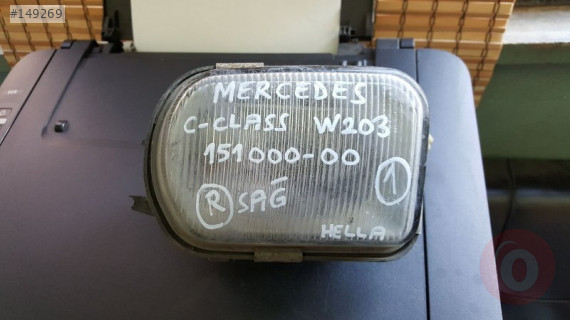 #149269
MERCEDES
C-CLASS W203
151000-00
1
R SAĞ
HELLA